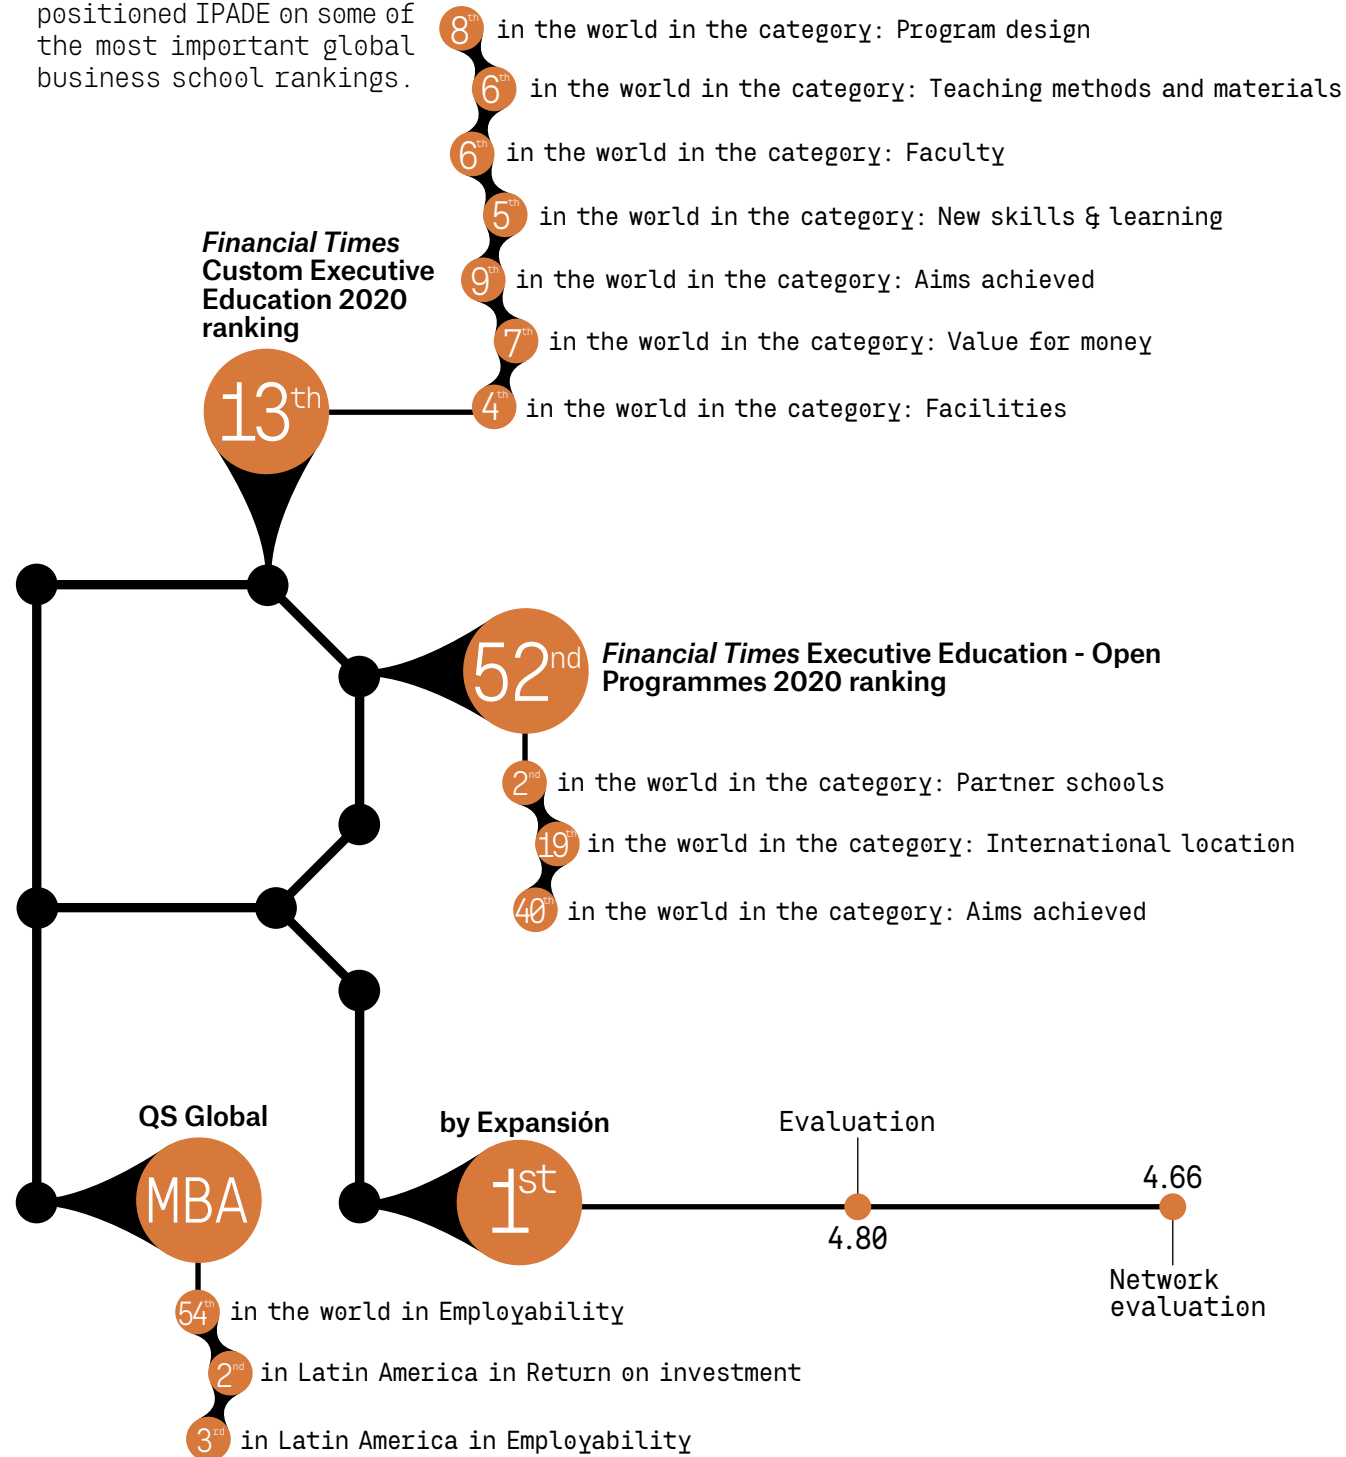 positioned IPADE on some of
the most important global
business school rankings.
8th in the world in the category: Program design
6th in the world in the category: Teaching methods and materials
6th in the world in the category: Faculty
5th in the world in the category: New skills & learning
9th in the world in the category: Aims achieved
7th in the world in the category: Value for money
4th in the world in the category: Facilities
Financial Times
Custom Executive
Education 2020
ranking
13th
52nd
Financial Times Executive Education - Open
Programmes 2020 ranking
2nd in the world in the category: Partner schools
19th in the world in the category: International location
40th in the world in the category: Aims achieved
QS Global
MBA
54th in the world in Employability
2nd in Latin America in Return on investment
3rd in Latin America in Employability
by Expansión
1st
Evaluation
4.80
4.66
Network
evaluation